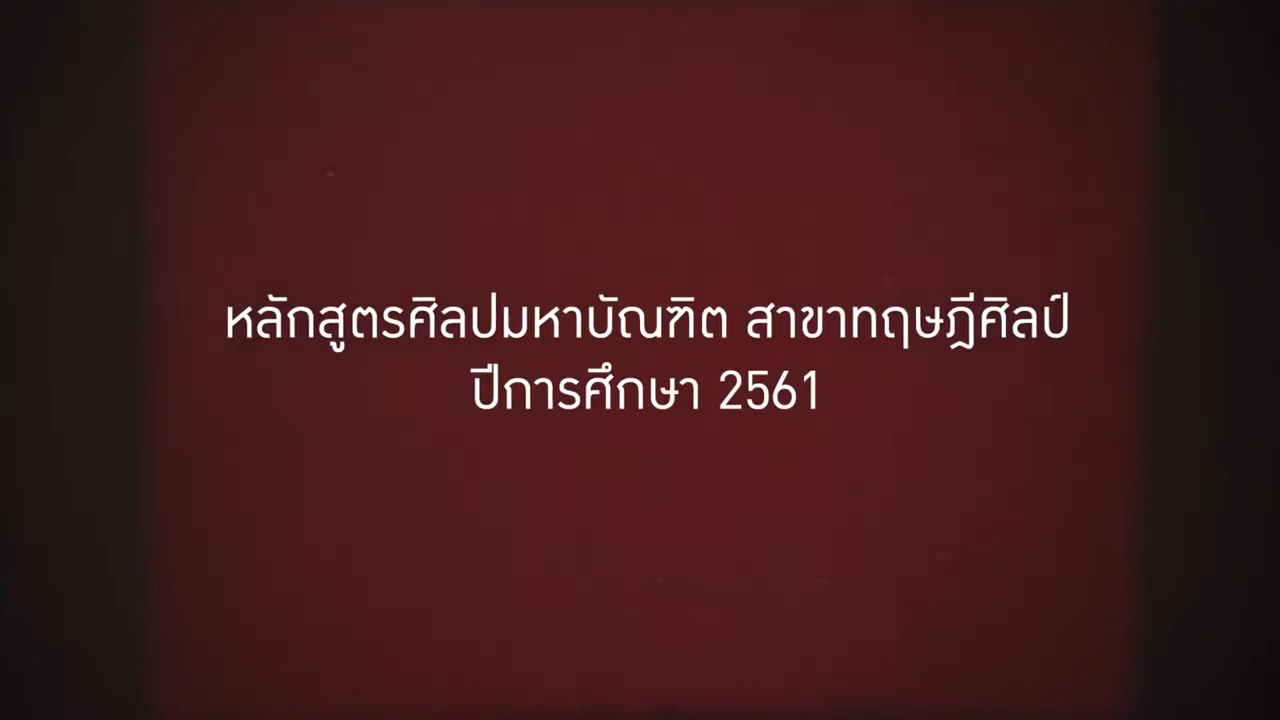 หลักสูตรศิลปมหาบัณฑิต สาขาทฤษฎีศิลป์
ปีการศึกษา 2561